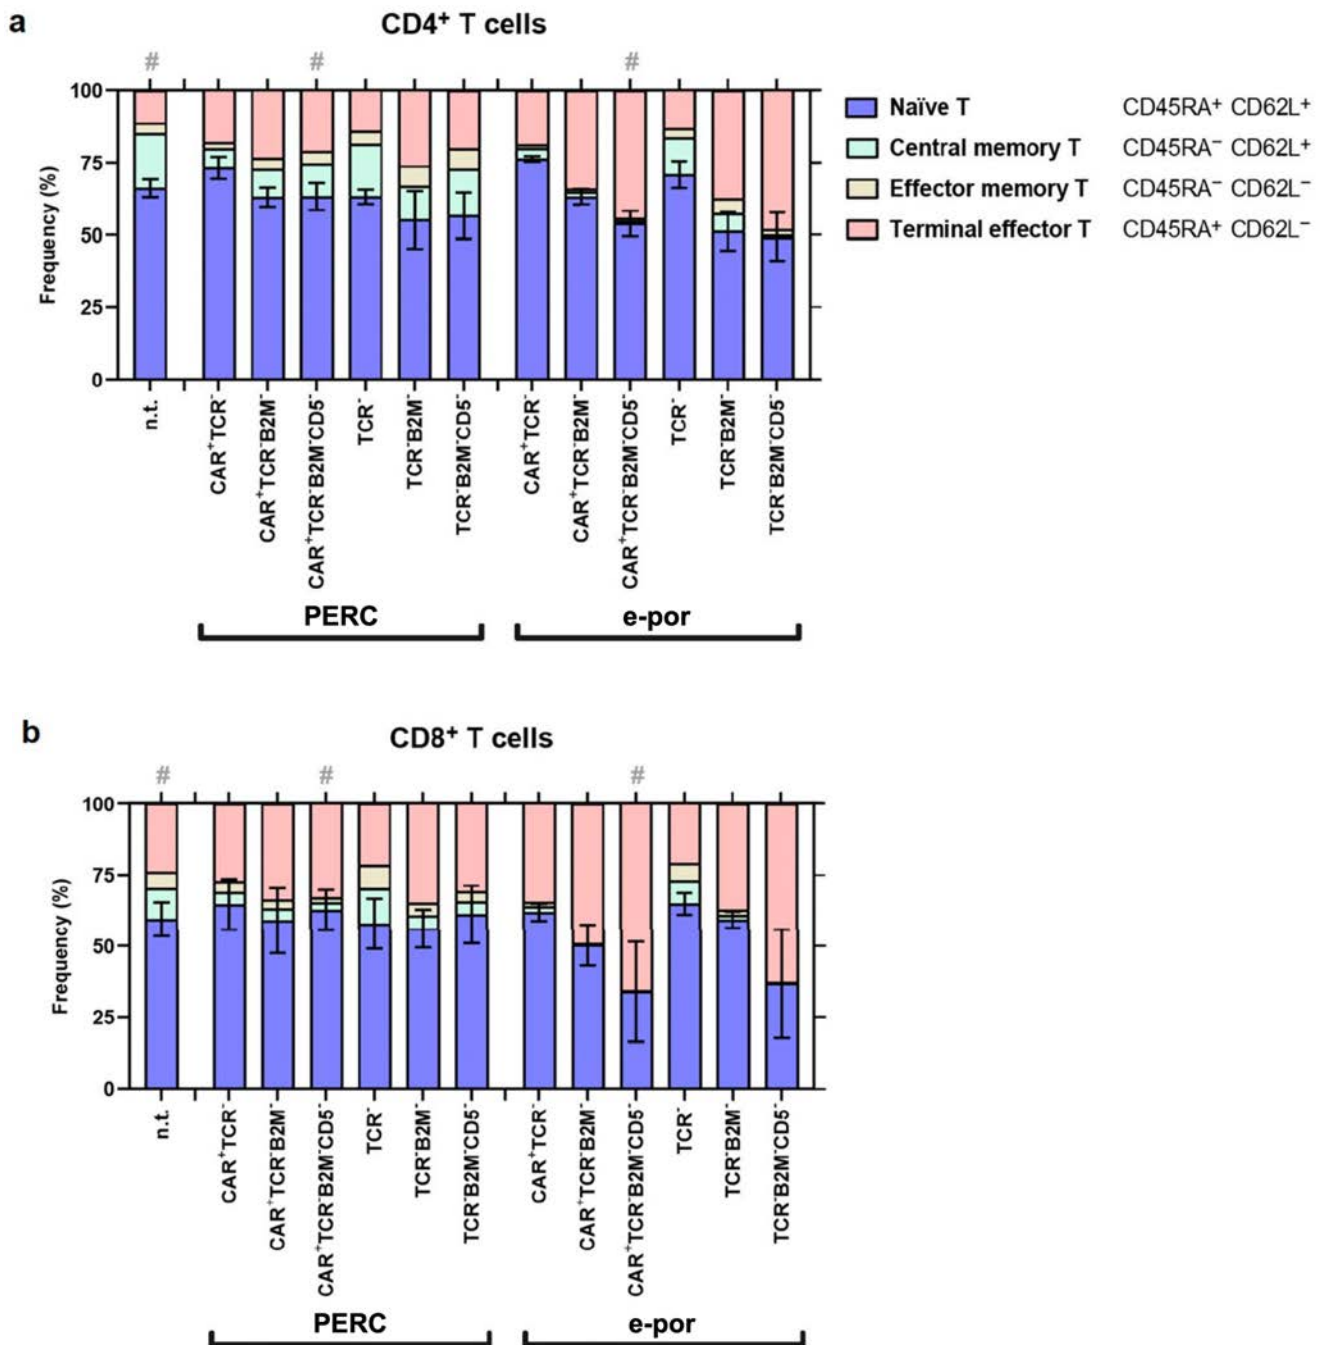 a
CD4⁺ T cells
# # #
100
75
50
25
0
Frequency (%)
Naïve T CD45RA⁺ CD62L⁺
Central memory T CD45RA⁻ CD62L⁺
Effector memory T CD45RA⁻ CD62L⁻
Terminal effector T CD45RA⁺ CD62L⁻
n.t.
CAR⁺TCR⁻
CAR⁺TCR⁻B2M⁻
CAR⁺TCR⁻B2M⁻CD5⁻
TCR⁻
TCR⁻B2M⁻
TCR⁻B2M⁻CD5⁻
CAR⁺TCR⁻
CAR⁺TCR⁻B2M⁻
CAR⁺TCR⁻B2M⁻CD5⁻
TCR⁻
TCR⁻B2M⁻
TCR⁻B2M⁻CD5⁻
PERC
e-por
b
CD8⁺ T cells
# # #
100
75
50
25
0
Frequency (%)
n.t.
CAR⁺TCR⁻
CAR⁺TCR⁻B2M⁻
CAR⁺TCR⁻B2M⁻CD5⁻
TCR⁻
TCR⁻B2M⁻
TCR⁻B2M⁻CD5⁻
CAR⁺TCR⁻
CAR⁺TCR⁻B2M⁻
CAR⁺TCR⁻B2M⁻CD5⁻
TCR⁻
TCR⁻B2M⁻
TCR⁻B2M⁻CD5⁻
PERC
e-por